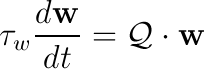 τ_w d𝐰/dt = 𝒬 · 𝐰